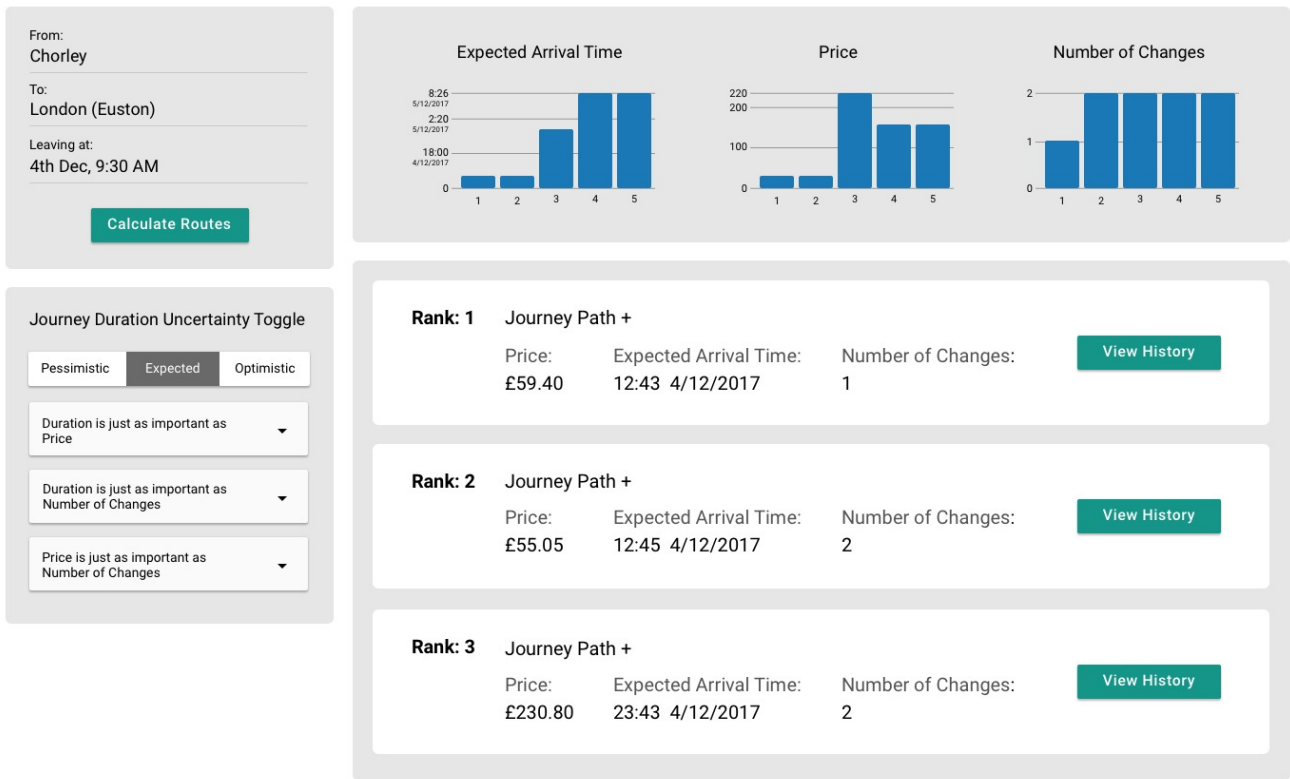 From:
Chorley
To:
London (Euston)
Leaving at:
4th Dec, 9:30 AM
Calculate Routes
Journey Duration Uncertainty Toggle
Pessimistic Expected Optimistic
Duration is just as important as
Price
Duration is just as important as
Number of Changes
Price is just as important as
Number of Changes
Expected Arrival Time
8:26
5/12/2017
2:20
5/12/2017
18:00
4/12/2017
0
1 2 3 4 5
Price
220
200
100
0
1 2 3 4 5
Number of Changes
2
1
0
1 2 3 4 5
Rank: 1 Journey Path +
Price: Expected Arrival Time: Number of Changes:
£59.40 12:43 4/12/2017 1
View History
Rank: 2 Journey Path +
Price: Expected Arrival Time: Number of Changes:
£55.05 12:45 4/12/2017 2
View History
Rank: 3 Journey Path +
Price: Expected Arrival Time: Number of Changes:
£230.80 23:43 4/12/2017 2
View History